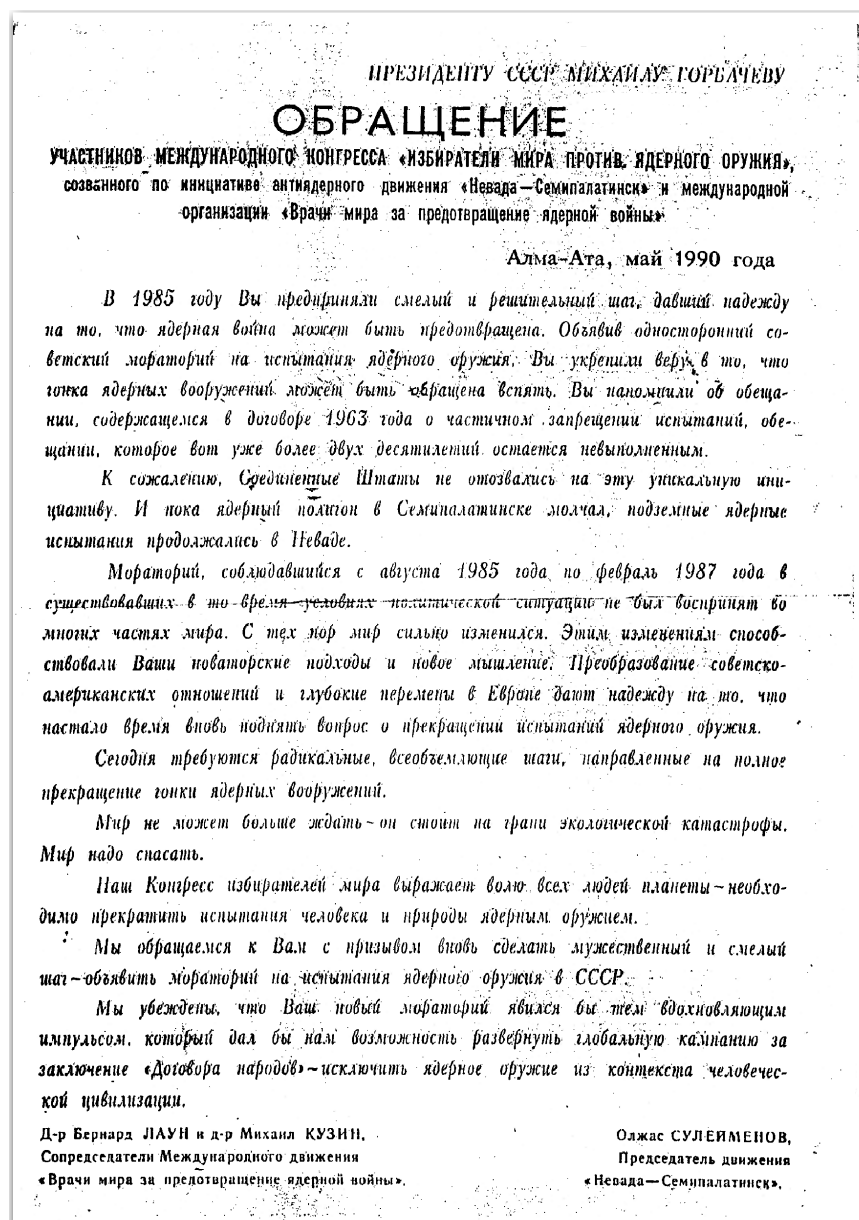 ПРЕЗИДЕНТУ СССР МИХАИЛУ ГОРБАЧЕВУ
ОБРАЩЕНИЕ
УЧАСТНИКОВ МЕЖДУНАРОДНОГО КОНГРЕССА «ИЗБИРАТЕЛИ МИРА ПРОТИВ ЯДЕРНОГО ОРУЖИЯ»,
созванного по инициативе антиядерного движения «Невада—Семипалатинск» и международной
организации «Врачи мира за предотвращение ядерной войны»
Алма-Ата, май 1990 года
В 1985 году Вы предприняли смелый и решительный шаг, давший надежду
на то, что ядерная война может быть предотвращена. Объявив односторонний со-
ветский мораторий на испытания ядерного оружия, Вы укрепили веру в то, что
гонка ядерных вооружений может быть обращена вспять. Вы напомнили об обеща-
нии, содержащемся в договоре 1963 года о частичном запрещении испытаний, обе-
щании, которое вот уже более двух десятилетий остается невыполненным.
К сожалению, Соединенные Штаты не отозвались на эту уникальную ини-
циативу. И пока ядерный полигон в Семипалатинске молчал, подземные ядерные
испытания продолжались в Неваде.
Мораторий, соблюдавшийся с августа 1985 года по февраль 1987 года в
существовавших в то время условиях политической ситуации не был воспринят во
многих частях мира. С тех пор мир сильно изменился. Этим изменениям способ-
ствовали Ваши новаторские подходы и новое мышление. Преобразование советско-
американских отношений и глубокие перемены в Европе дают надежду на то, что
настало время вновь поднять вопрос о прекращении испытаний ядерного оружия.
Сегодня требуются радикальные, всеобъемлющие шаги, направленные на полное
прекращение гонки ядерных вооружений.
Мир не может больше ждать—он стоит на грани экологической катастрофы.
Мир надо спасать.
Наш Конгресс избирателей мира выражает волю всех людей планеты—необхо-
димо прекратить испытания человека и природы ядерным оружием.
Мы обращаемся к Вам с призывом вновь сделать мужественный и смелый
шаг—объявить мораторий на испытания ядерного оружия в СССР.
Мы убеждены, что Ваш новый мораторий явился бы тем вдохновляющим
импульсом, который дал бы нам возможность развернуть глобальную кампанию за
заключение «Договора народов»—исключить ядерное оружие из контекста человечес-
кой цивилизации.
Д-р Бернард ЛАУН и д-р Михаил КУЗИН,
Сопредседатели Международного движения
«Врачи мира за предотвращение ядерной войны».
Олжас СУЛЕЙМЕНОВ,
Председатель движения
«Невада—Семипалатинск».